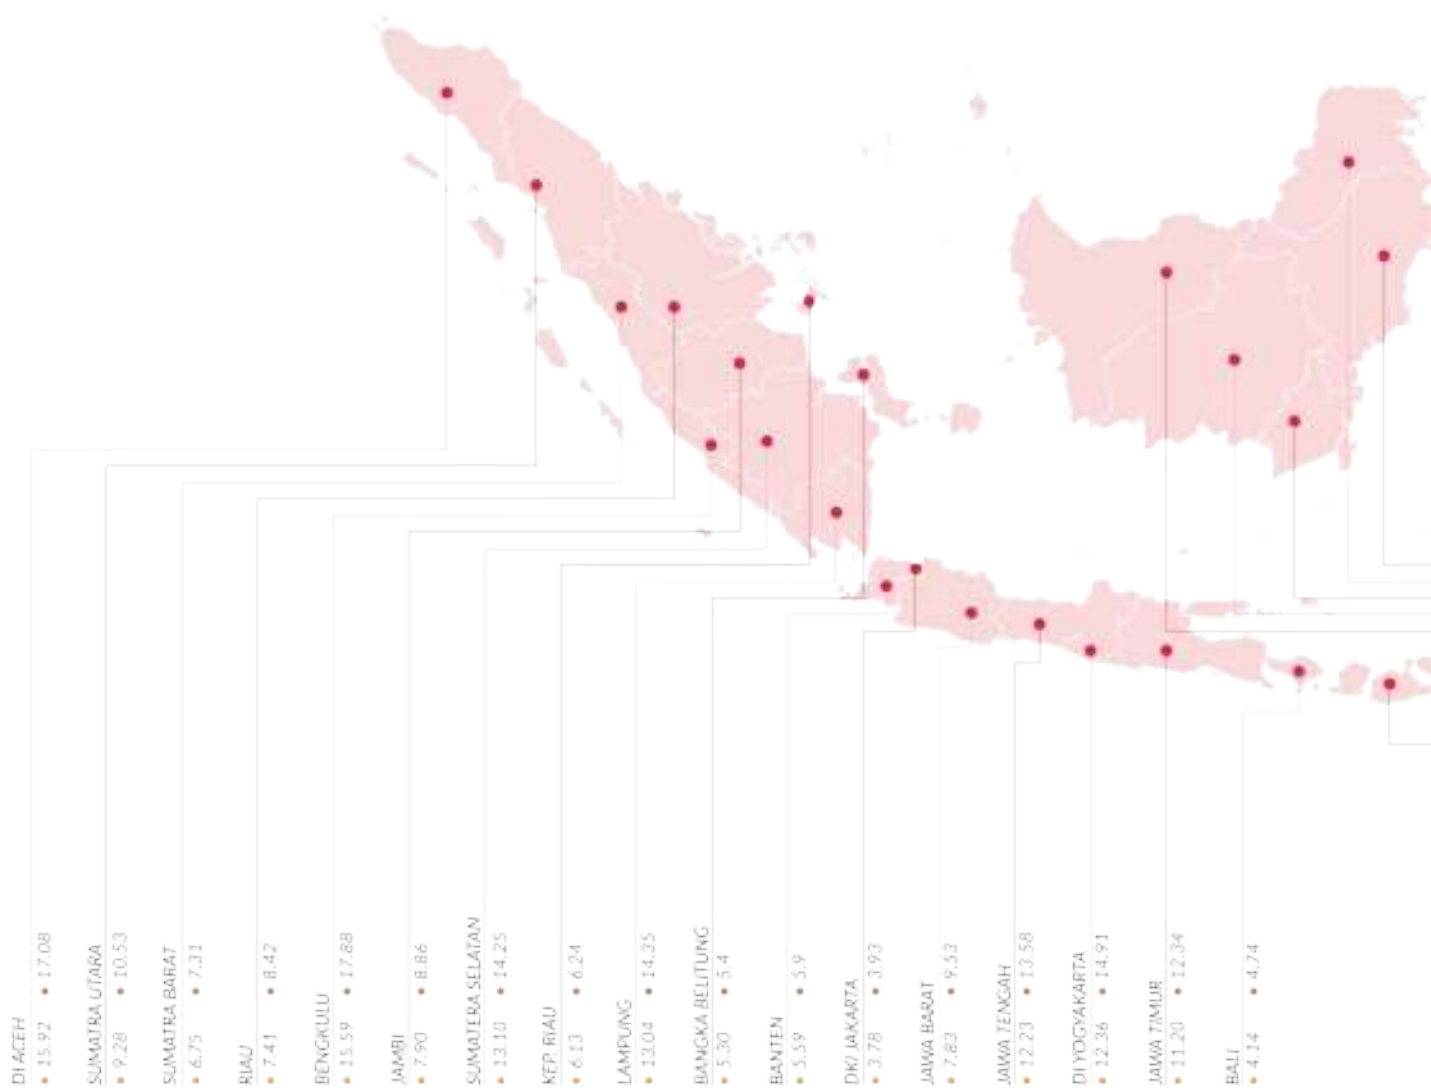 DI ACEH
• 15.92 • 17.08
SUMATRA UTARA
• 9.28 • 10.53
SUMATRA BARAT
• 6.75 • 7.31
RIAU
• 7.41 • 8.42
BENGKULU
• 15.59 • 17.88
JAMBI
• 7.90 • 8.86
SUMATERA SELATAN
• 13.10 • 14.25
KEP. RIAU
• 6.13 • 6.24
LAMPUNG
• 13.04 • 14.35
BANGKA BELITUNG
• 5.30 • 5.4
BANTEN
• 5.59 • 5.9
DKI JAKARTA
• 3.78 • 3.93
JAWA BARAT
• 7.83 • 9.53
JAWA TENGAH
• 12.23 • 13.58
DI YOGYAKARTA
• 12.36 • 14.91
JAWA TIMUR
• 11.20 • 12.34
BALI
• 4.14 • 4.74